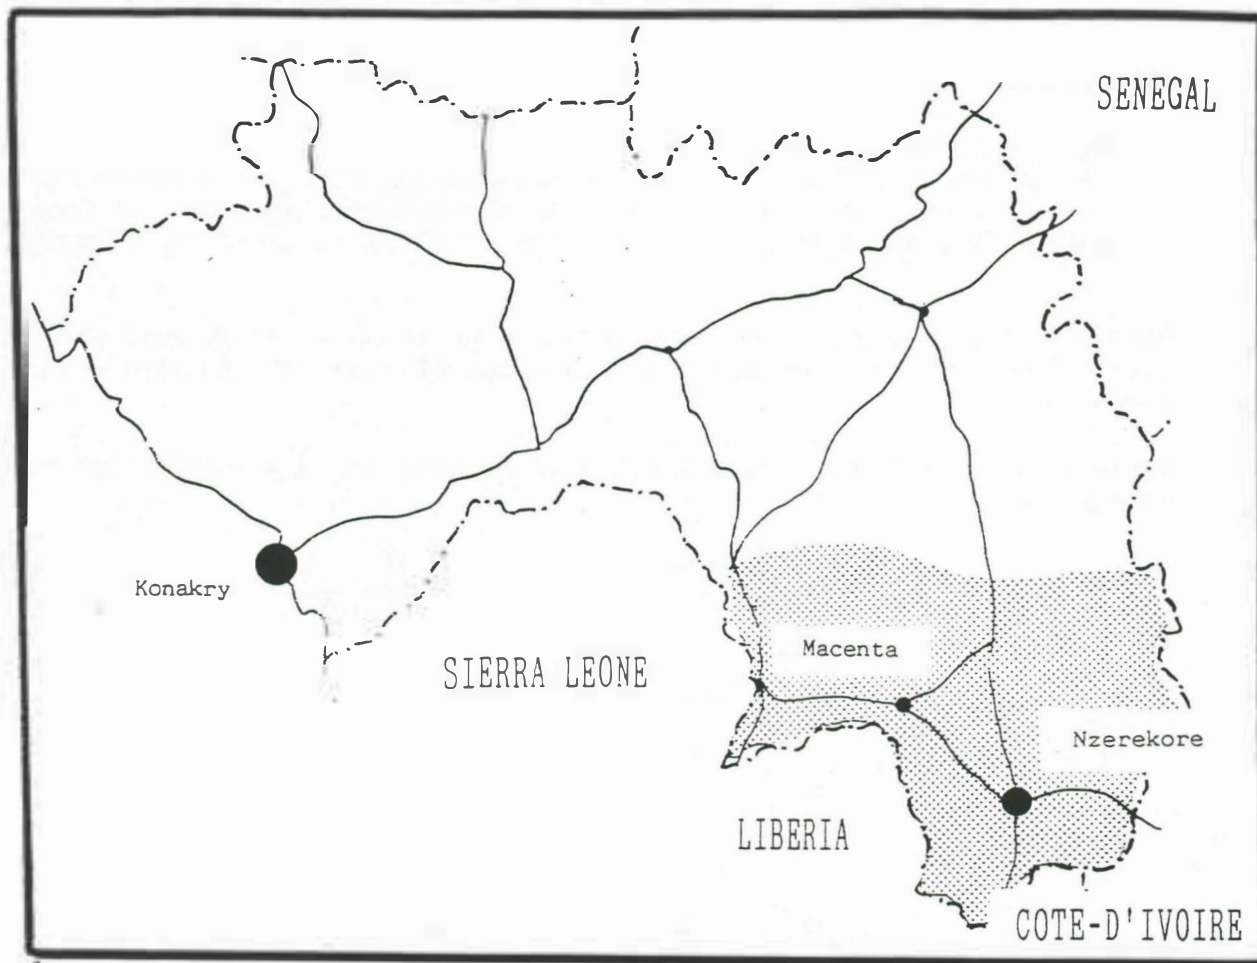 SENEGAL
Konakry
SIERRA LEONE
Macenta
Nzerekore
LIBERIA
COTE-D'IVOIRE